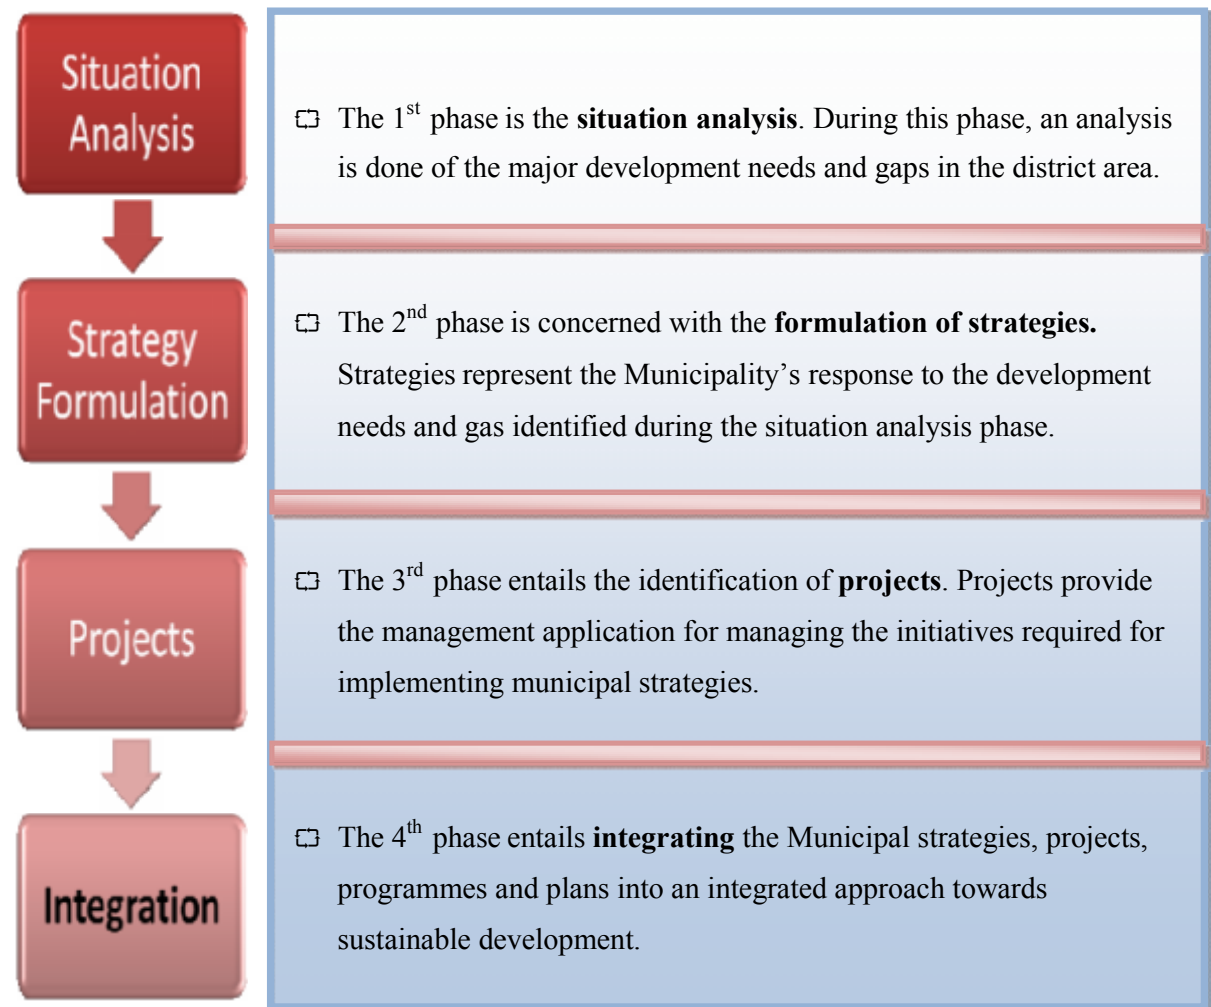 Situation
Analysis
The 1st phase is the situation analysis. During this phase, an analysis
is done of the major development needs and gaps in the district area.
Strategy
Formulation
The 2nd phase is concerned with the formulation of strategies.
Strategies represent the Municipality’s response to the development
needs and gas identified during the situation analysis phase.
Projects
The 3rd phase entails the identification of projects. Projects provide
the management application for managing the initiatives required for
implementing municipal strategies.
Integration
The 4th phase entails integrating the Municipal strategies, projects,
programmes and plans into an integrated approach towards
sustainable development.